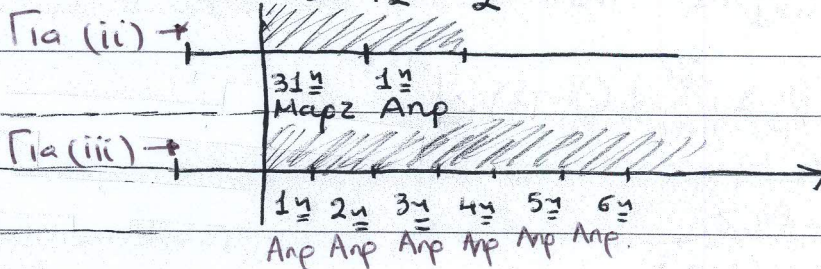 Για (ii) →
31η 1η
Μαρτ Απρ
Για (iii) →
1η 2η 3η 4η 5η 6η
Απρ Απρ Απρ Απρ Απρ Απρ.